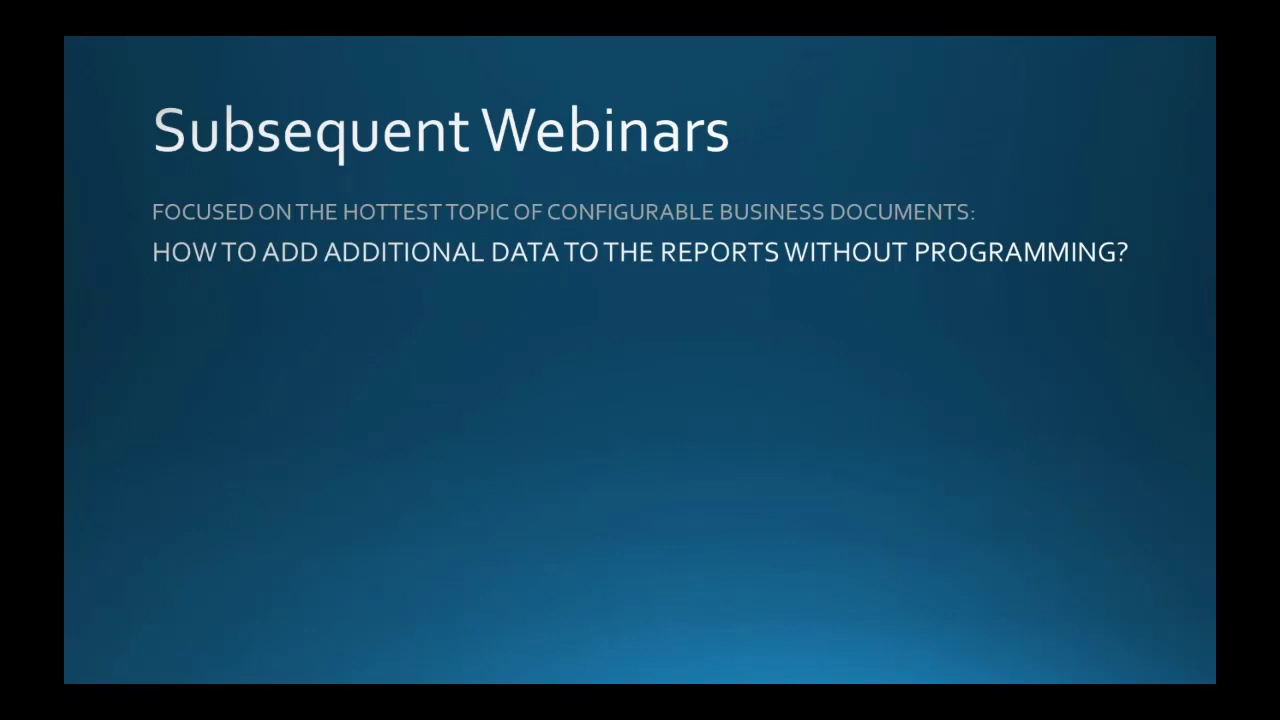 Subsequent Webinars
FOCUSED ON THE HOTTEST TOPIC OF CONFIGURABLE BUSINESS DOCUMENTS:
HOW TO ADD ADDITIONAL DATA TO THE REPORTS WITHOUT PROGRAMMING?